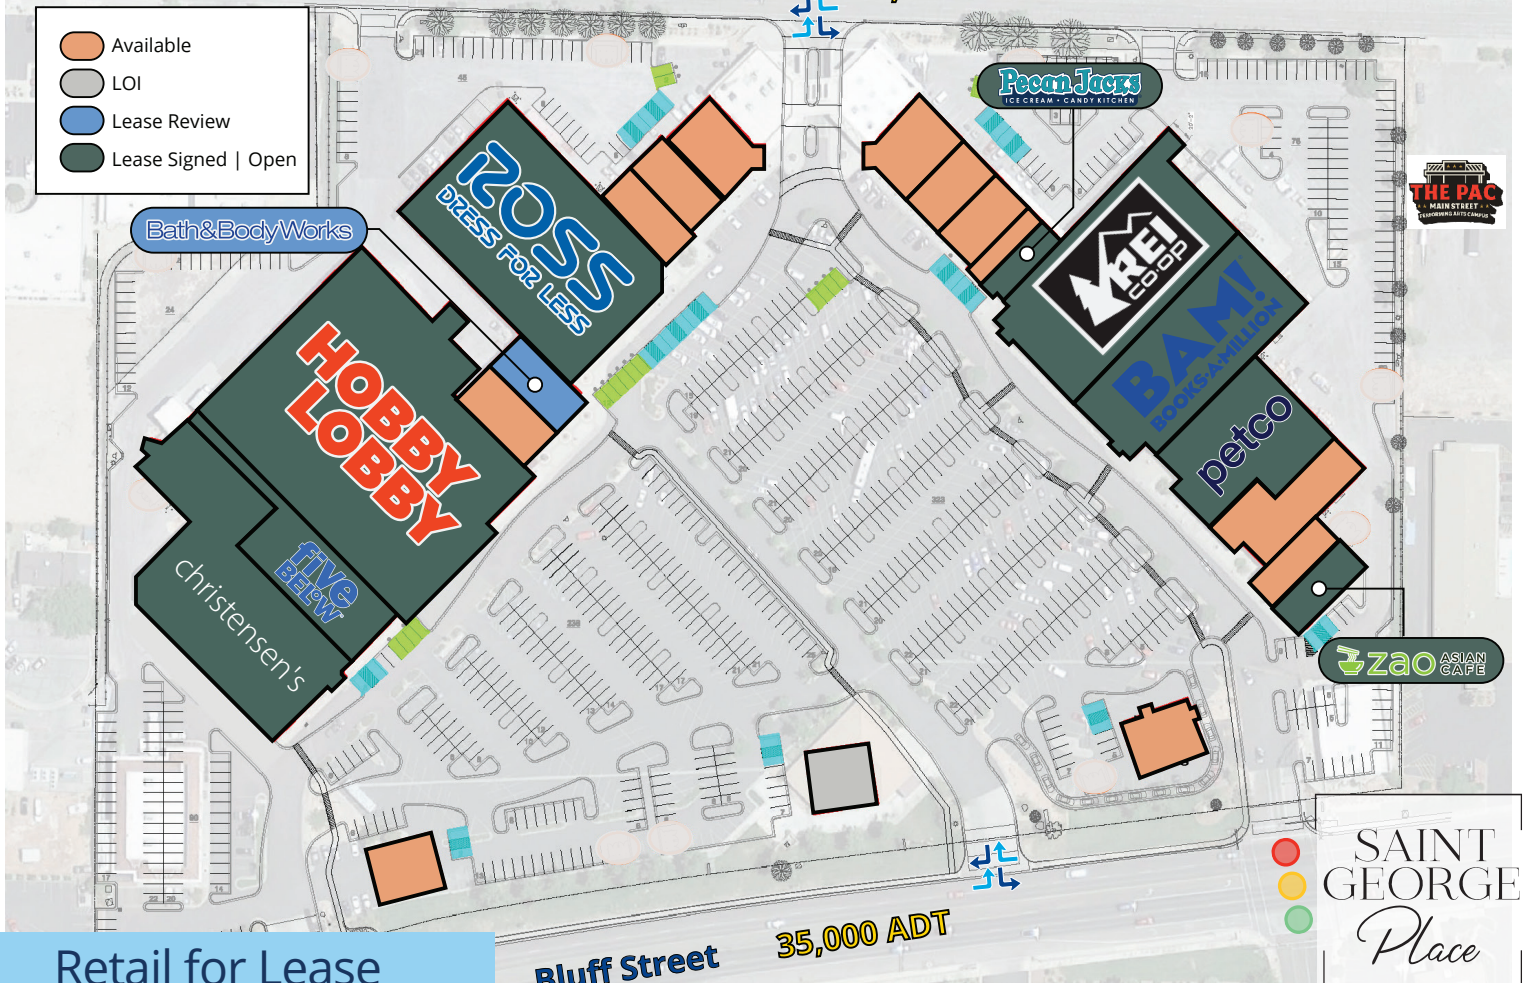 Available
LOI
Lease Review
Lease Signed | Open
Bath&BodyWorks
ROSS
DRESS FOR LESS
Pecan Jacks
ICE CREAM • CANDY KITCHEN
THE PAC
MAIN STREET
PERFORMING ARTS CAMPUS
REI
CO·OP
BAM!
BOOKS-A-MILLION
petco
HOBBY
LOBBY
five
BELOW
christensen's
zao ASIAN
CAFE
SAINT
GEORGE
Place
35,000 ADT
Bluff Street
Retail for Lease